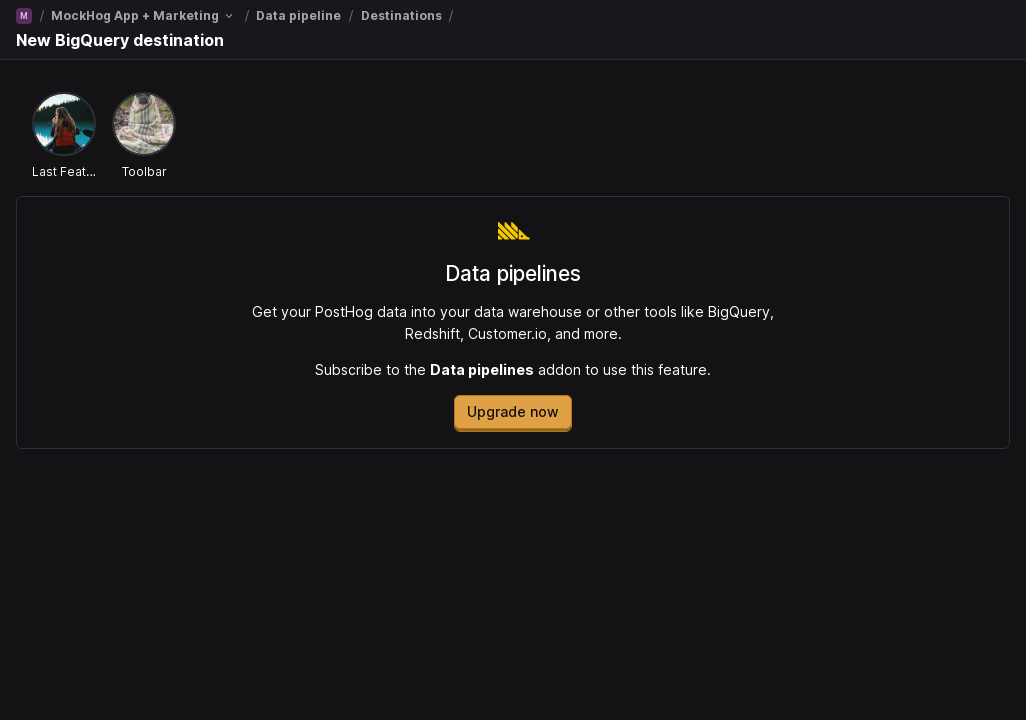 M / MockHog App + Marketing / Data pipeline / Destinations /
New BigQuery destination
Last Feat...
Toolbar
Data pipelines
Get your PostHog data into your data warehouse or other tools like BigQuery,
Redshift, Customer.io, and more.
Subscribe to the Data pipelines addon to use this feature.
Upgrade now